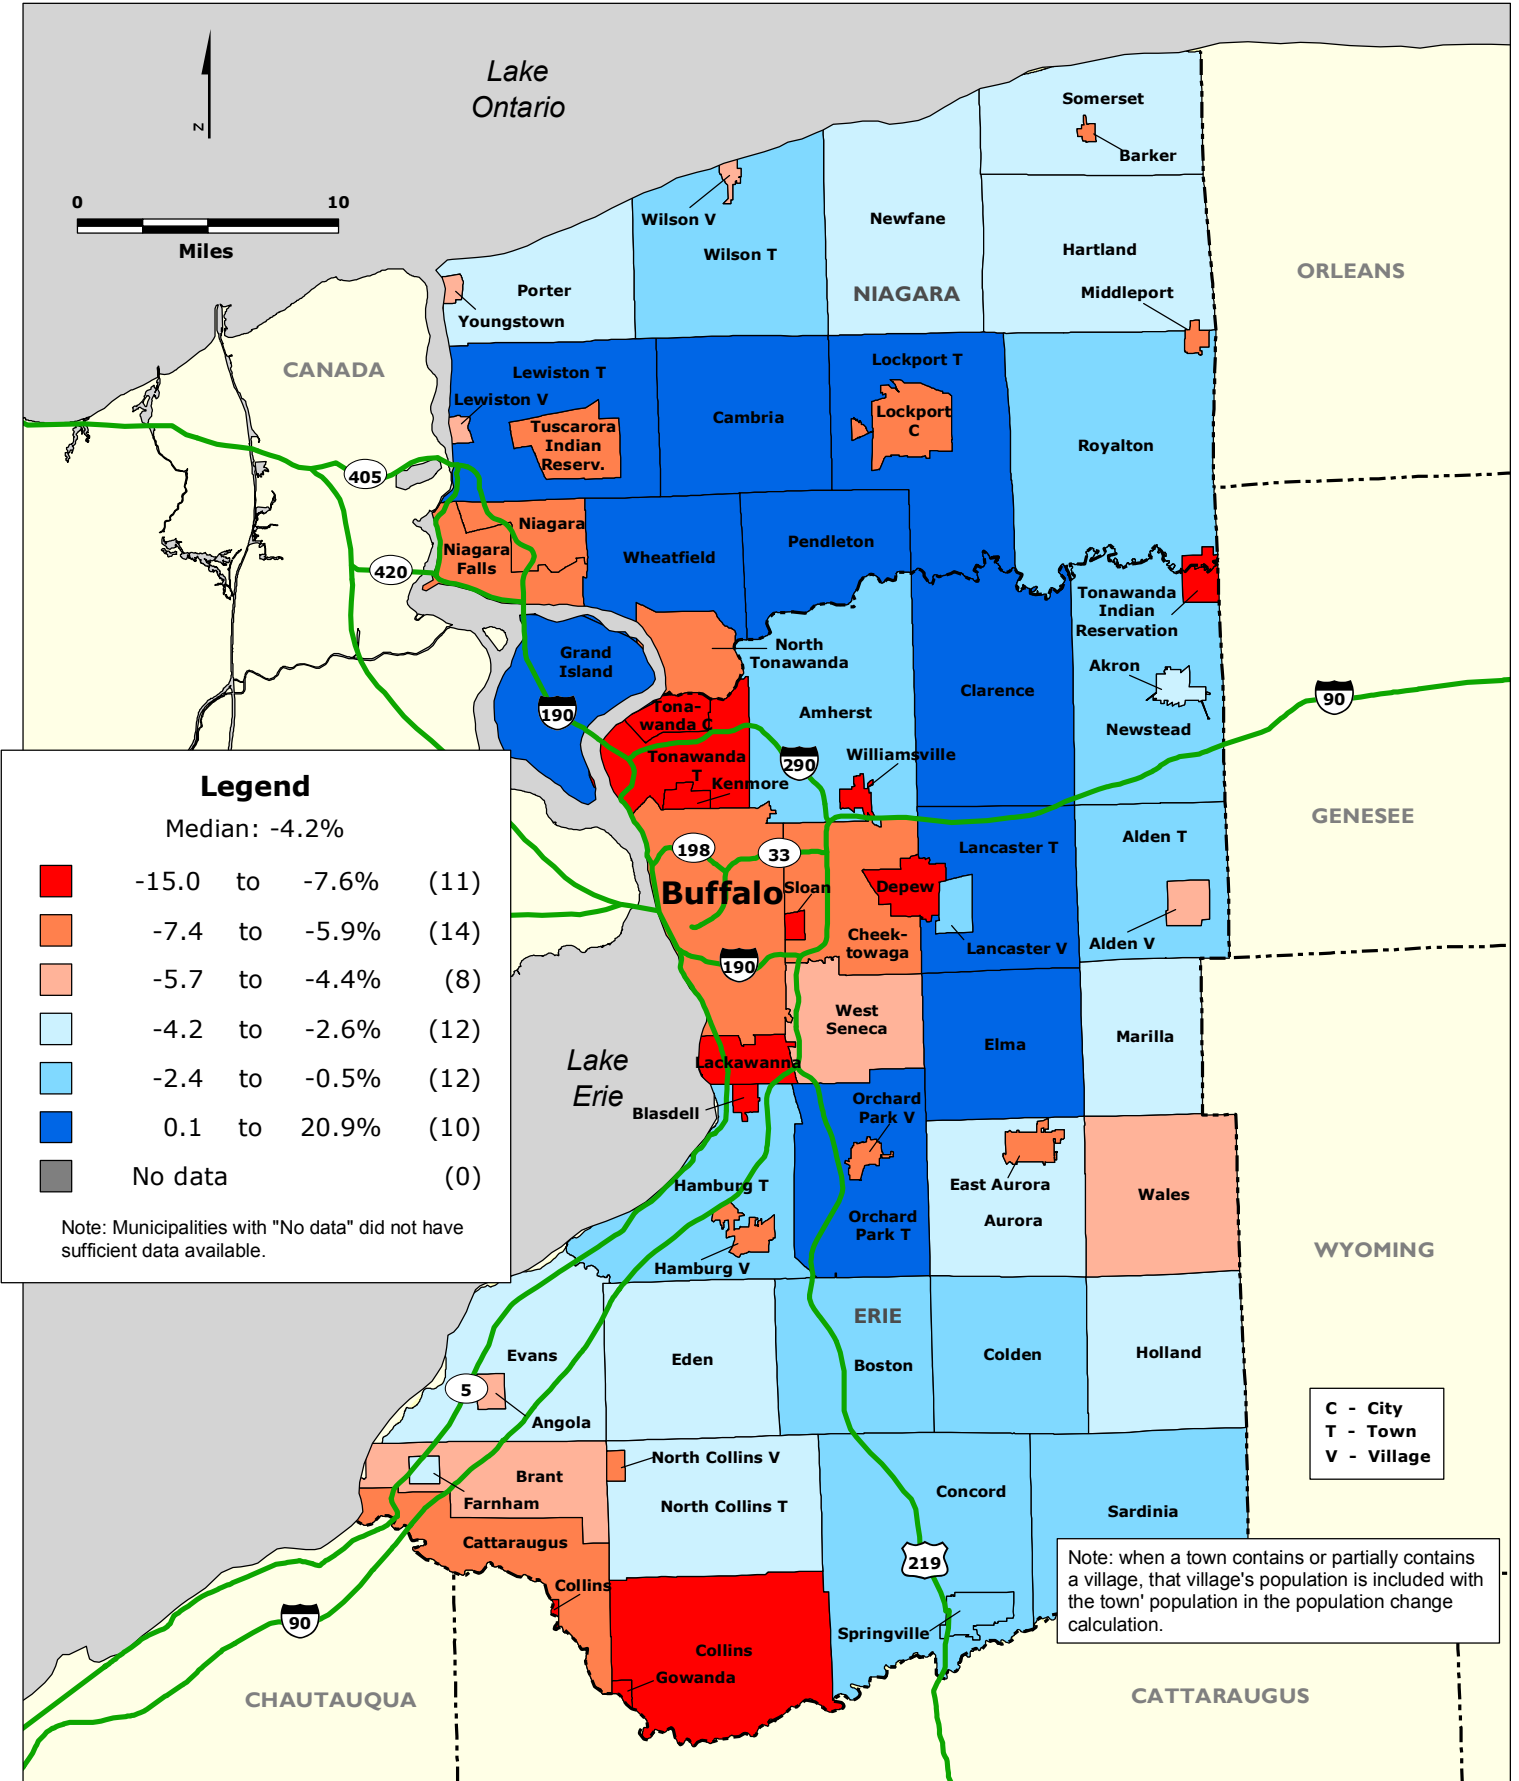 Lake
Ontario
N
0 10
Miles
Somerset
Barker
Wilson V
Wilson T
Newfane
Hartland
NIAGARA
ORLEANS
Porter
Youngstown
Middleport
CANADA
Lewiston T
Lewiston V
Tuscarora
Indian
Reserv.
Cambria
Lockport T
Lockport
C
Royalton
405
420
Niagara
Niagara
Falls
Wheatfield
Pendleton
Tonawanda
Indian
Reservation
North
Tonawanda
Grand
Island
190
Tona-
wanda C
Tonawanda
T
Kenmore
Amherst
290
Williamsville
Clarence
Akron
Newstead
90
GENESEE
Legend
Median: -4.2%
-15.0 to -7.6% (11)
-7.4 to -5.9% (14)
-5.7 to -4.4% (8)
-4.2 to -2.6% (12)
-2.4 to -0.5% (12)
0.1 to 20.9% (10)
No data (0)
Note: Municipalities with "No data" did not have
sufficient data available.
198
33
Buffalo
Sloan
Depew
Cheek-
towaga
190
Lancaster T
Lancaster V
Alden T
Alden V
West
Seneca
Elma
Marilla
Lake
Erie
Lackawanna
Blasdell
Orchard
Park V
Orchard
Park T
Hamburg T
Hamburg V
East Aurora
Aurora
Wales
WYOMING
ERIE
Evans
5
Angola
Eden
Boston
Colden
Holland
C - City
T - Town
V - Village
Brant
Farnham
North Collins V
North Collins T
Concord
Sardinia
Cattaraugus
Collins
219
Note: when a town contains or partially contains
a village, that village's population is included with
the town' population in the population change
calculation.
90
Springville
Collins
Gowanda
CHAUTAUQUA
CATTARAUGUS